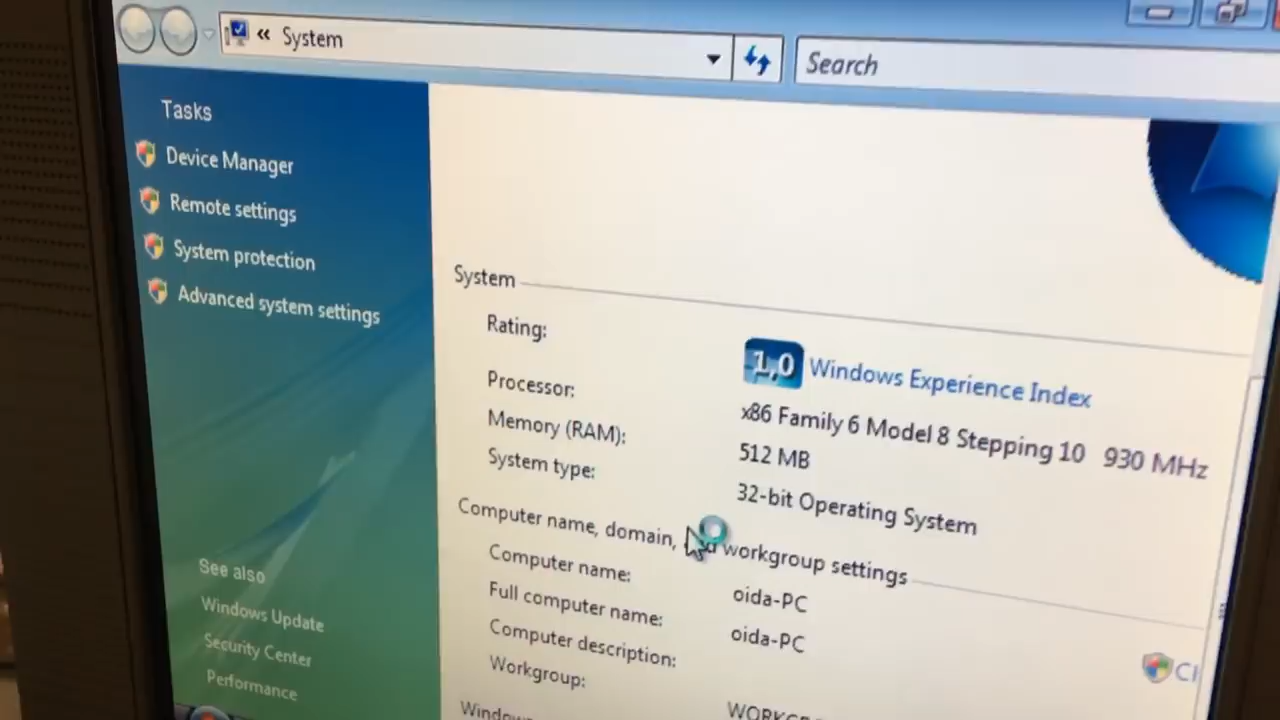 « System
Search
Tasks
Device Manager
Remote settings
System protection
Advanced system settings
See also
Windows Update
Security Center
Performance
System
Rating:
1,0 Windows Experience Index
Processor:
x86 Family 6 Model 8 Stepping 10 930 MHz
Memory (RAM):
512 MB
System type:
32-bit Operating System
Computer name, domain, workgroup settings
Computer name:
oida-PC
Full computer name:
oida-PC
Computer description:
Workgroup: